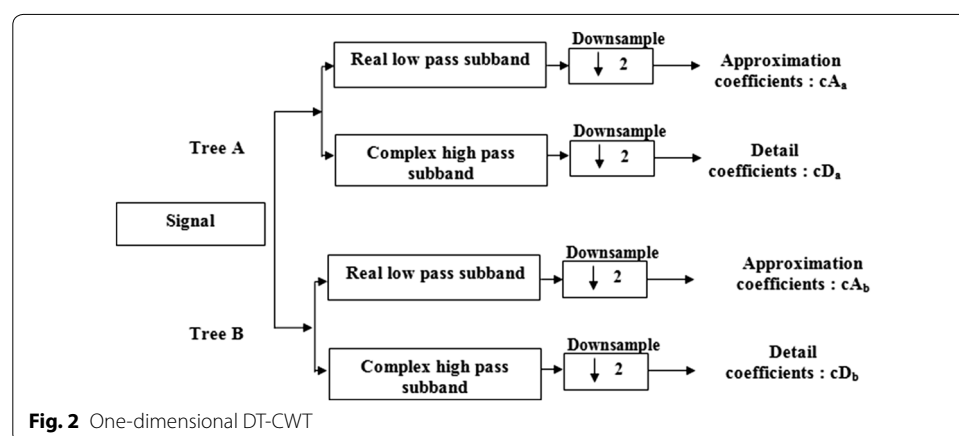 Downsample
Real low pass subband
↓ 2
Approximation
coefficients : cAₐ
Tree A
Downsample
Complex high pass
subband
↓ 2
Detail
coefficients : cDₐ
Signal
Downsample
Real low pass subband
↓ 2
Approximation
coefficients : cA_b
Tree B
Downsample
Complex high pass
subband
↓ 2
Detail
coefficients : cD_b
Fig. 2 One-dimensional DT-CWT